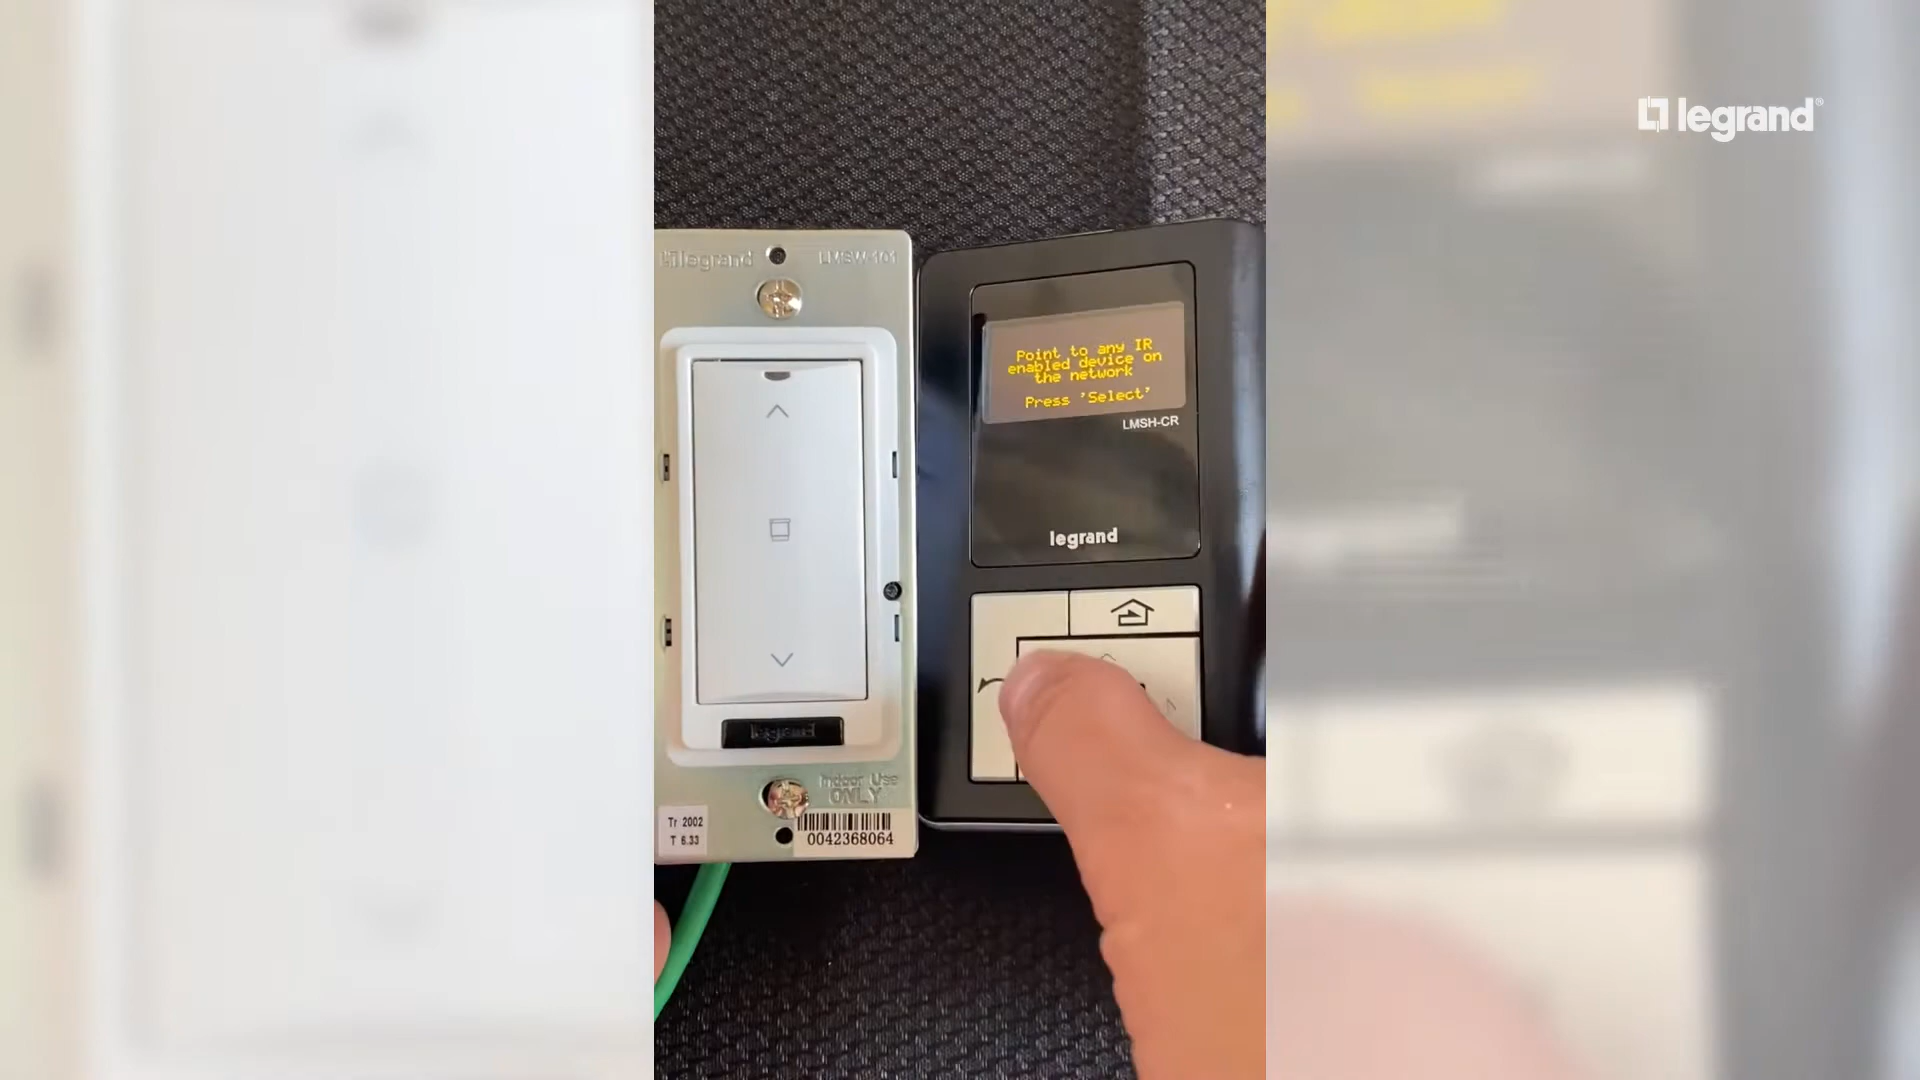 legrand®
legrand
LMSW-101
Point to any IR
enabled device on
the network
Press 'Select'
LMSH-CR
legrand
legrand
Indoor Use
ONLY
Tr 2002
T 6.33
0042368064